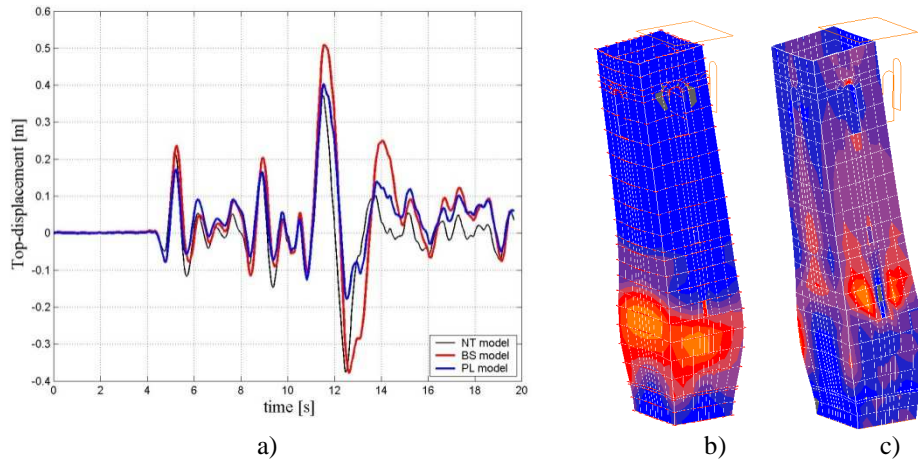 0.6
0.5
0.4
0.3
0.2
0.1
0
-0.1
-0.2
-0.3
-0.4
Top-displacement [m]
NT model
BS model
PL model
0 2 4 6 8 10 12 14 16 18 20
time [s]
a) b) c)